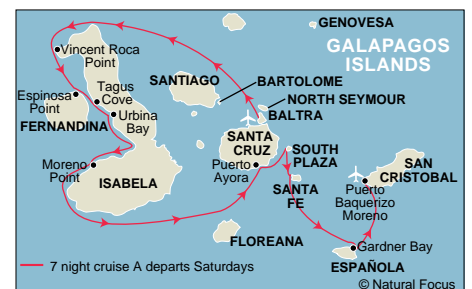 GENOVESA
GALAPAGOS
ISLANDS
Vincent Roca
Point
SANTIAGO
BARTOLOME
Tagus
Cove
Espinosa
Point
NORTH SEYMOUR
BALTRA
FERNANDINA
Urbina
Bay
SANTA
CRUZ
SOUTH
PLAZA
SAN
CRISTOBAL
Moreno
Point
Puerto
Ayora
ISABELA
SANTA
FE
Puerto
Baquerizo
Moreno
FLOREANA
Gardner Bay
7 night cruise A departs Saturdays
ESPAÑOLA
© Natural Focus